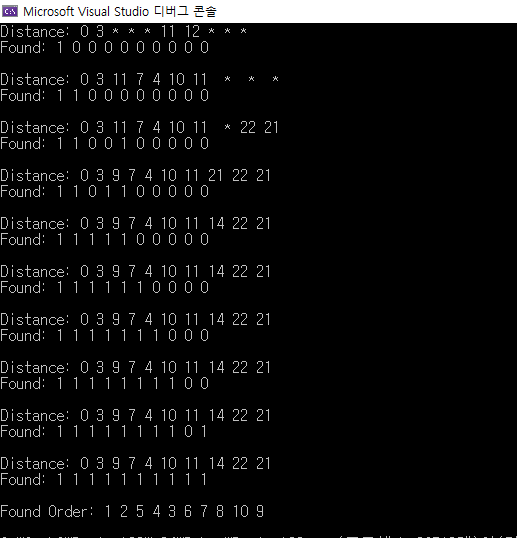 Microsoft Visual Studio 디버그 콘솔
Distance: 0 3 * * * 11 12 * * *
Found: 1 0 0 0 0 0 0 0 0 0
Distance: 0 3 11 7 4 10 11 * * *
Found: 1 1 0 0 0 0 0 0 0 0
Distance: 0 3 11 7 4 10 11 * 22 21
Found: 1 1 0 0 1 0 0 0 0 0
Distance: 0 3 9 7 4 10 11 21 22 21
Found: 1 1 0 1 1 0 0 0 0 0
Distance: 0 3 9 7 4 10 11 14 22 21
Found: 1 1 1 1 1 0 0 0 0 0
Distance: 0 3 9 7 4 10 11 14 22 21
Found: 1 1 1 1 1 1 0 0 0 0
Distance: 0 3 9 7 4 10 11 14 22 21
Found: 1 1 1 1 1 1 1 0 0 0
Distance: 0 3 9 7 4 10 11 14 22 21
Found: 1 1 1 1 1 1 1 1 0 0
Distance: 0 3 9 7 4 10 11 14 22 21
Found: 1 1 1 1 1 1 1 1 0 1
Distance: 0 3 9 7 4 10 11 14 22 21
Found: 1 1 1 1 1 1 1 1 1 1
Found Order: 1 2 5 4 3 6 7 8 10 9